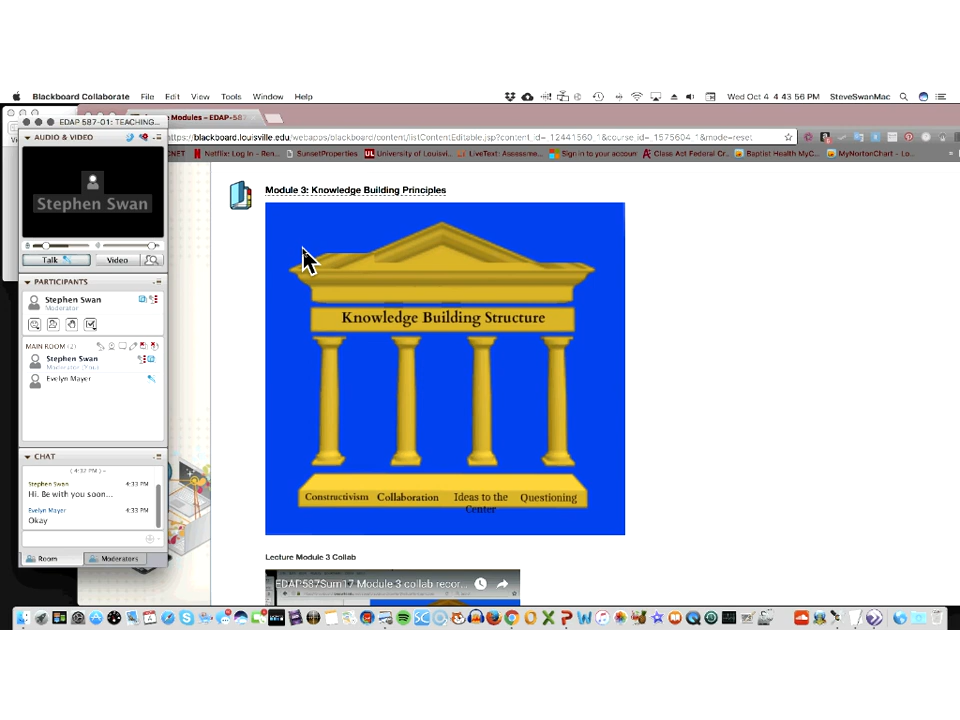 Blackboard Collaborate File Edit View Tools Window Help
Wed Oct 4 4:43:56 PM SteveSwanMac
Modules – EDAP-587
EDAP 587-01: TEACHING...
https://blackboard.louisville.edu/webapps/blackboard/content/listContentEditable.jsp?content_id=_12441560_1&course_id=_1575604_1&mode=reset
Netflix: Log In - Ren... SunsetProperties University of Louisvi... LiveText: Assessme... Sign in to your account Class Act Federal Cr... Baptist Health MyC... MyNortonChart - Lo...
AUDIO & VIDEO
Stephen Swan
Talk Video
PARTICIPANTS
Stephen Swan
Moderator
MAIN ROOM (2)
Stephen Swan
Moderator (You)
Evelyn Mayer
CHAT
( 4:32 PM ) -
Stephen Swan 4:33 PM
Hi. Be with you soon...
Evelyn Mayer 4:33 PM
Okay
Room Moderators
Module 3: Knowledge Building Principles
Knowledge Building Structure
Constructivism Collaboration Ideas to the Center Questioning
Lecture Module 3 Collab
EDAP587Sum17 Module 3 collab recor...